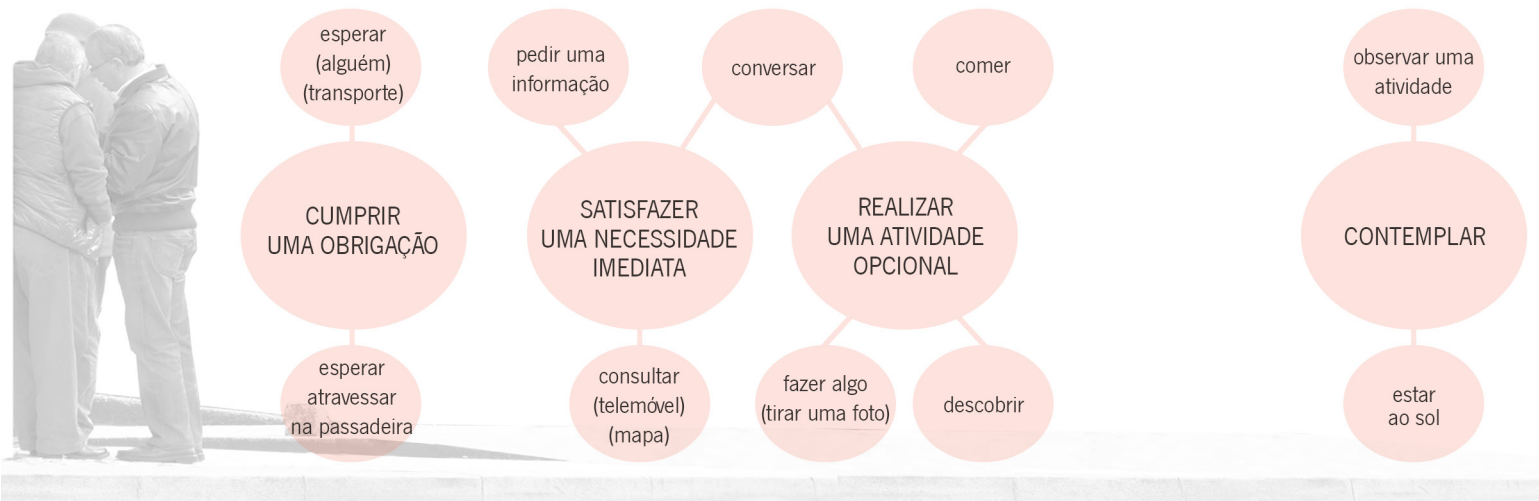 esperar
(alguém)
(transporte)
pedir uma
informação
conversar
comer
observar uma
atividade
CUMPRIR
UMA OBRIGAÇÃO
SATISFAZER
UMA NECESSIDADE
IMEDIATA
REALIZAR
UMA ATIVIDADE
OPCIONAL
CONTEMPLAR
esperar
atravessar
na passadeira
consultar
(telemóvel)
(mapa)
fazer algo
(tirar uma foto)
descobrir
estar
ao sol